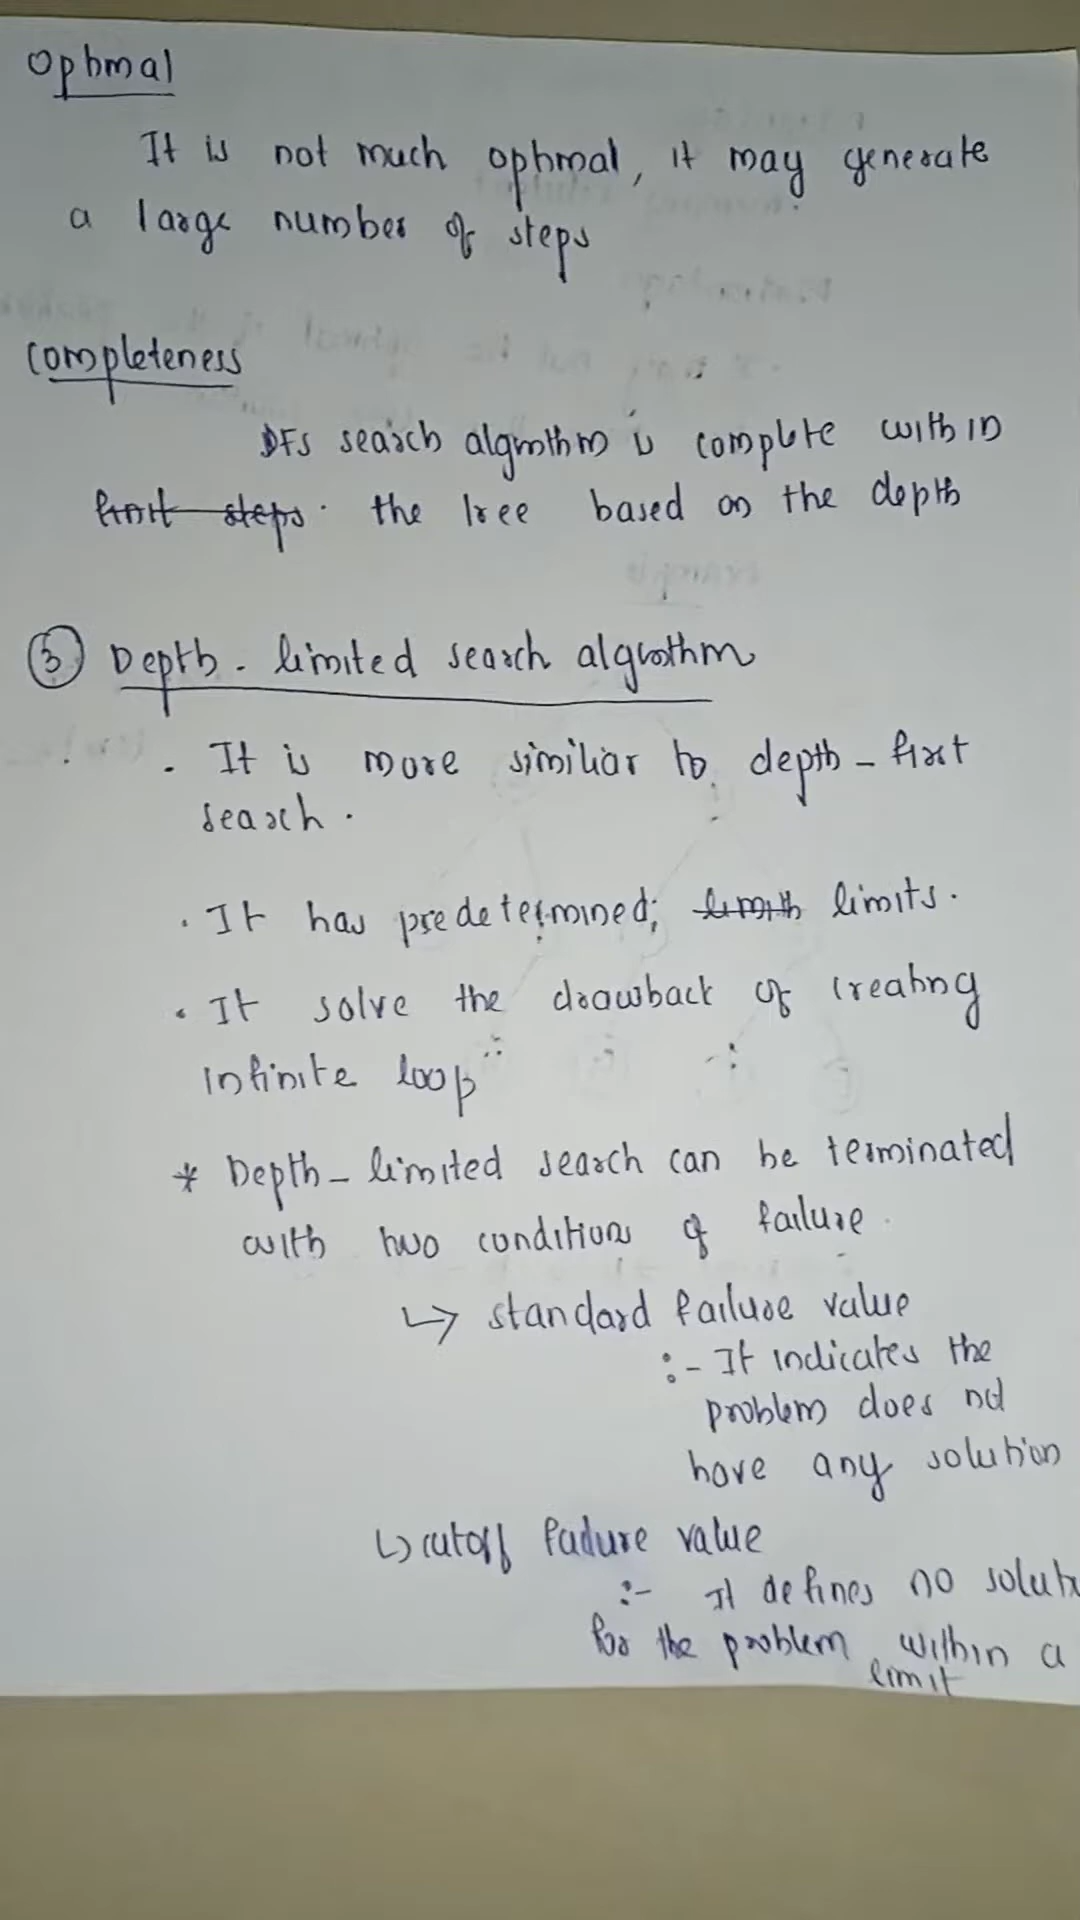 Optimal
It is not much optimal, it may generate
a large number of steps
Completeness
DFS search algorithm is complete within
finit steps. the tree based on the depth
③ Depth - limited search algorithm
. It is more similiar to depth - first
search.
. It has predetermined; limits.
. It solve the drawback of creating
infinite loop
* Depth - limited search can be terminated
with two conditions of failure.
↳ standard failure value
:- It indicates the
problem does not
have any solution
↳ cutoff failure value
:- It defines no soluti
for the problem within a
limit